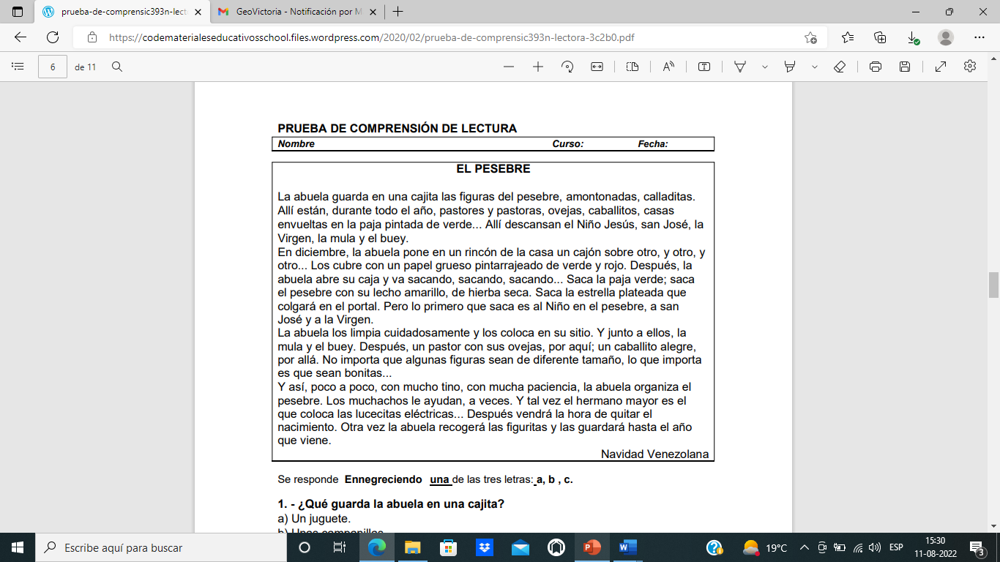 prueba-de-comprensic393n-lect
GeoVictoria - Notificación por M
https://codematerialeseducativosschool.files.wordpress.com/2020/02/prueba-de-comprensic393n-lectora-3c2b0.pdf
6 de 11
PRUEBA DE COMPRENSIÓN DE LECTURA
Nombre Curso: Fecha:
EL PESEBRE
La abuela guarda en una cajita las figuras del pesebre, amontonadas, calladitas.
Allí están, durante todo el año, pastores y pastoras, ovejas, caballitos, casas
envueltas en la paja pintada de verde... Allí descansan el Niño Jesús, san José, la
Virgen, la mula y el buey.
En diciembre, la abuela pone en un rincón de la casa un cajón sobre otro, y otro, y
otro... Los cubre con un papel grueso pintarrajeado de verde y rojo. Después, la
abuela abre su caja y va sacando, sacando, sacando... Saca la paja verde; saca
el pesebre con su lecho amarillo, de hierba seca. Saca la estrella plateada que
colgará en el portal. Pero lo primero que saca es al Niño en el pesebre, a san
José y a la Virgen.
La abuela los limpia cuidadosamente y los coloca en su sitio. Y junto a ellos, la
mula y el buey. Después, un pastor con sus ovejas, por aquí; un caballito alegre,
por allá. No importa que algunas figuras sean de diferente tamaño, lo que importa
es que sean bonitas...
Y así, poco a poco, con mucho tino, con mucha paciencia, la abuela organiza el
pesebre. Los muchachos le ayudan, a veces. Y tal vez el hermano mayor es el
que coloca las lucecitas eléctricas... Después vendrá la hora de quitar el
nacimiento. Otra vez la abuela recogerá las figuritas y las guardará hasta el año
que viene.
Navidad Venezolana
Se responde Ennegreciendo una de las tres letras: a, b , c.
1. - ¿Qué guarda la abuela en una cajita?
a) Un juguete.
b) Unas campanillas.
Escribe aquí para buscar
19°C
ESP
15:30
11-08-2022
3